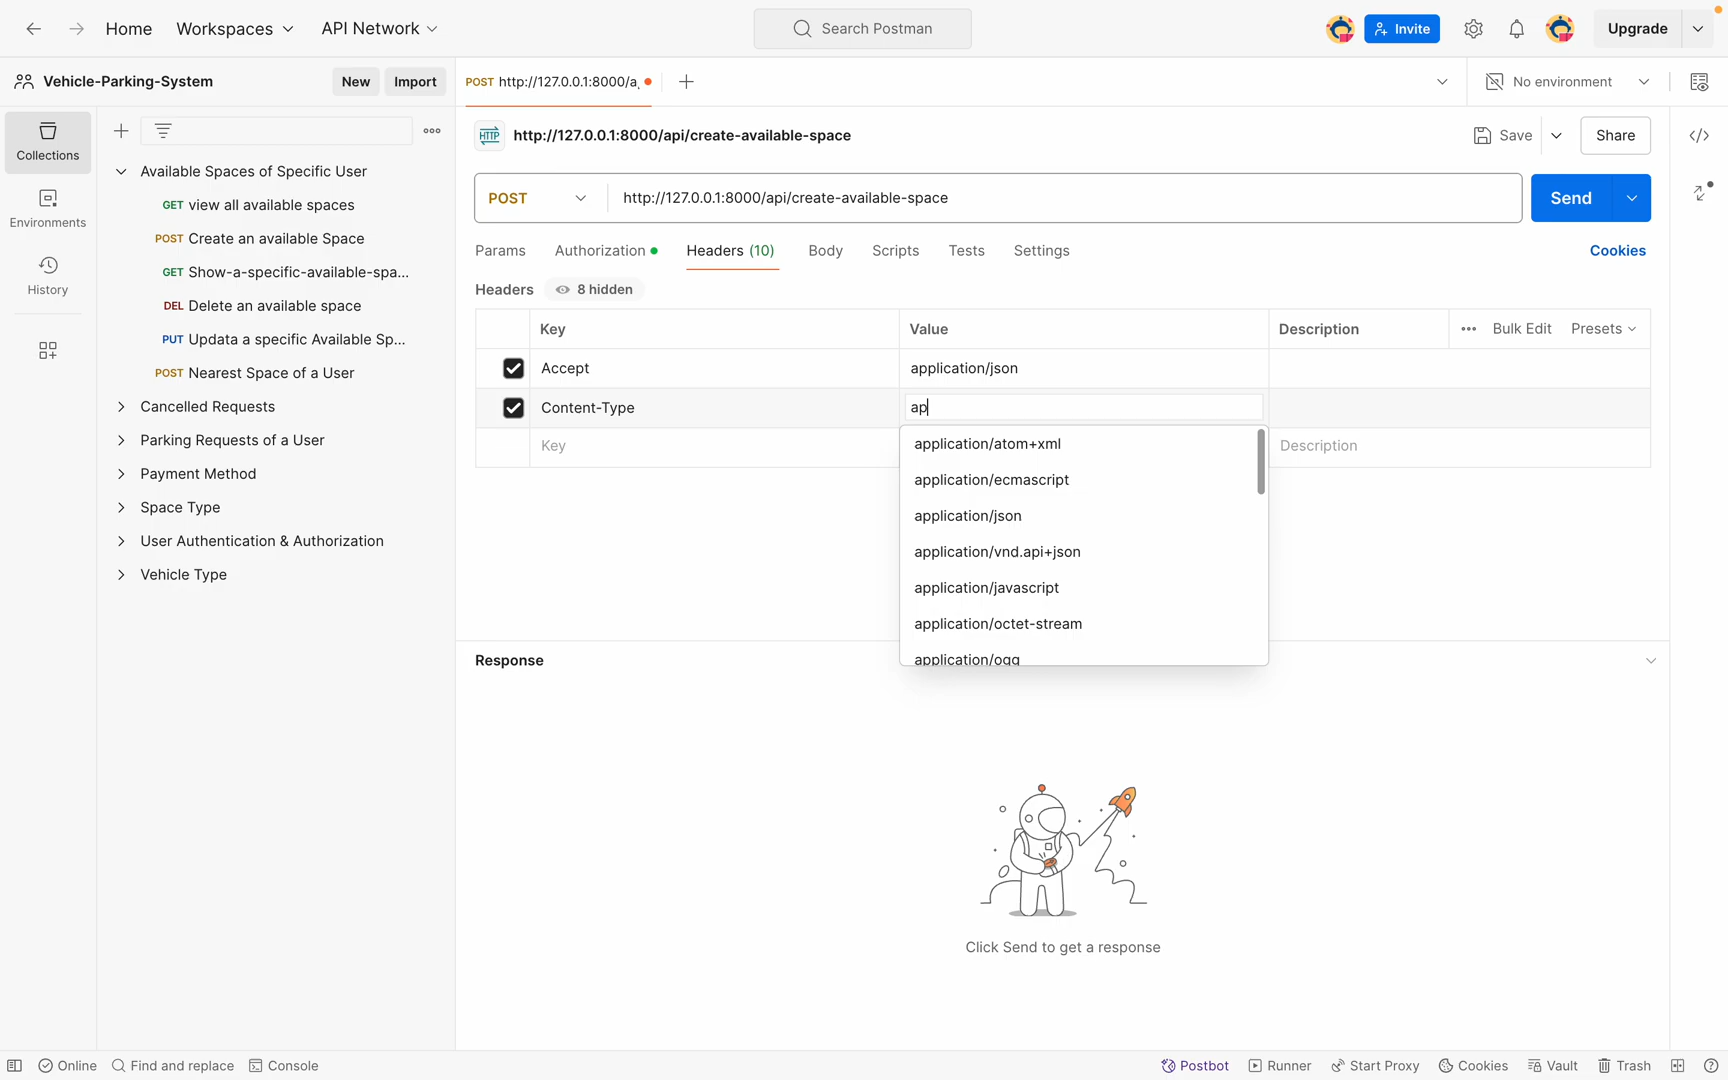 Home Workspaces API Network Search Postman Invite Upgrade
Vehicle-Parking-System New Import POST http://127.0.0.1:8000/a No environment
Collections
Environments
History
Available Spaces of Specific User
GET view all available spaces
POST Create an available Space
GET Show-a-specific-available-spa...
DEL Delete an available space
PUT Updata a specific Available Sp...
POST Nearest Space of a User
Cancelled Requests
Parking Requests of a User
Payment Method
Space Type
User Authentication & Authorization
Vehicle Type
HTTP http://127.0.0.1:8000/api/create-available-space Save Share
POST http://127.0.0.1:8000/api/create-available-space Send
Params Authorization Headers (10) Body Scripts Tests Settings Cookies
Headers 8 hidden
Key Value Description Bulk Edit Presets
Accept application/json
Content-Type ap
Key Description
application/atom+xml
application/ecmascript
application/json
application/vnd.api+json
application/javascript
application/octet-stream
application/ogg
Response
Click Send to get a response
Online Find and replace Console Postbot Runner Start Proxy Cookies Vault Trash